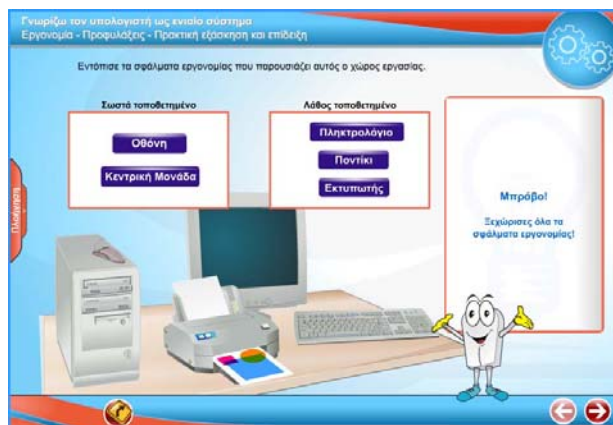 Γνωρίζω τον υπολογιστή ως ενιαίο σύστημα
Εργονομία - Προφυλάξεις - Πρακτική εξάσκηση και επίδειξη
Εντόπισε τα σφάλματα εργονομίας που παρουσιάζει αυτός ο χώρος εργασίας.
Σωστά τοποθετημένο
Λάθος τοποθετημένο
Οθόνη
Κεντρική Μονάδα
Πληκτρολόγιο
Ποντίκι
Εκτυπωτής
Πλοήγηση
Μπράβο!
Ξεχώρισες όλα τα
σφάλματα εργονομίας!